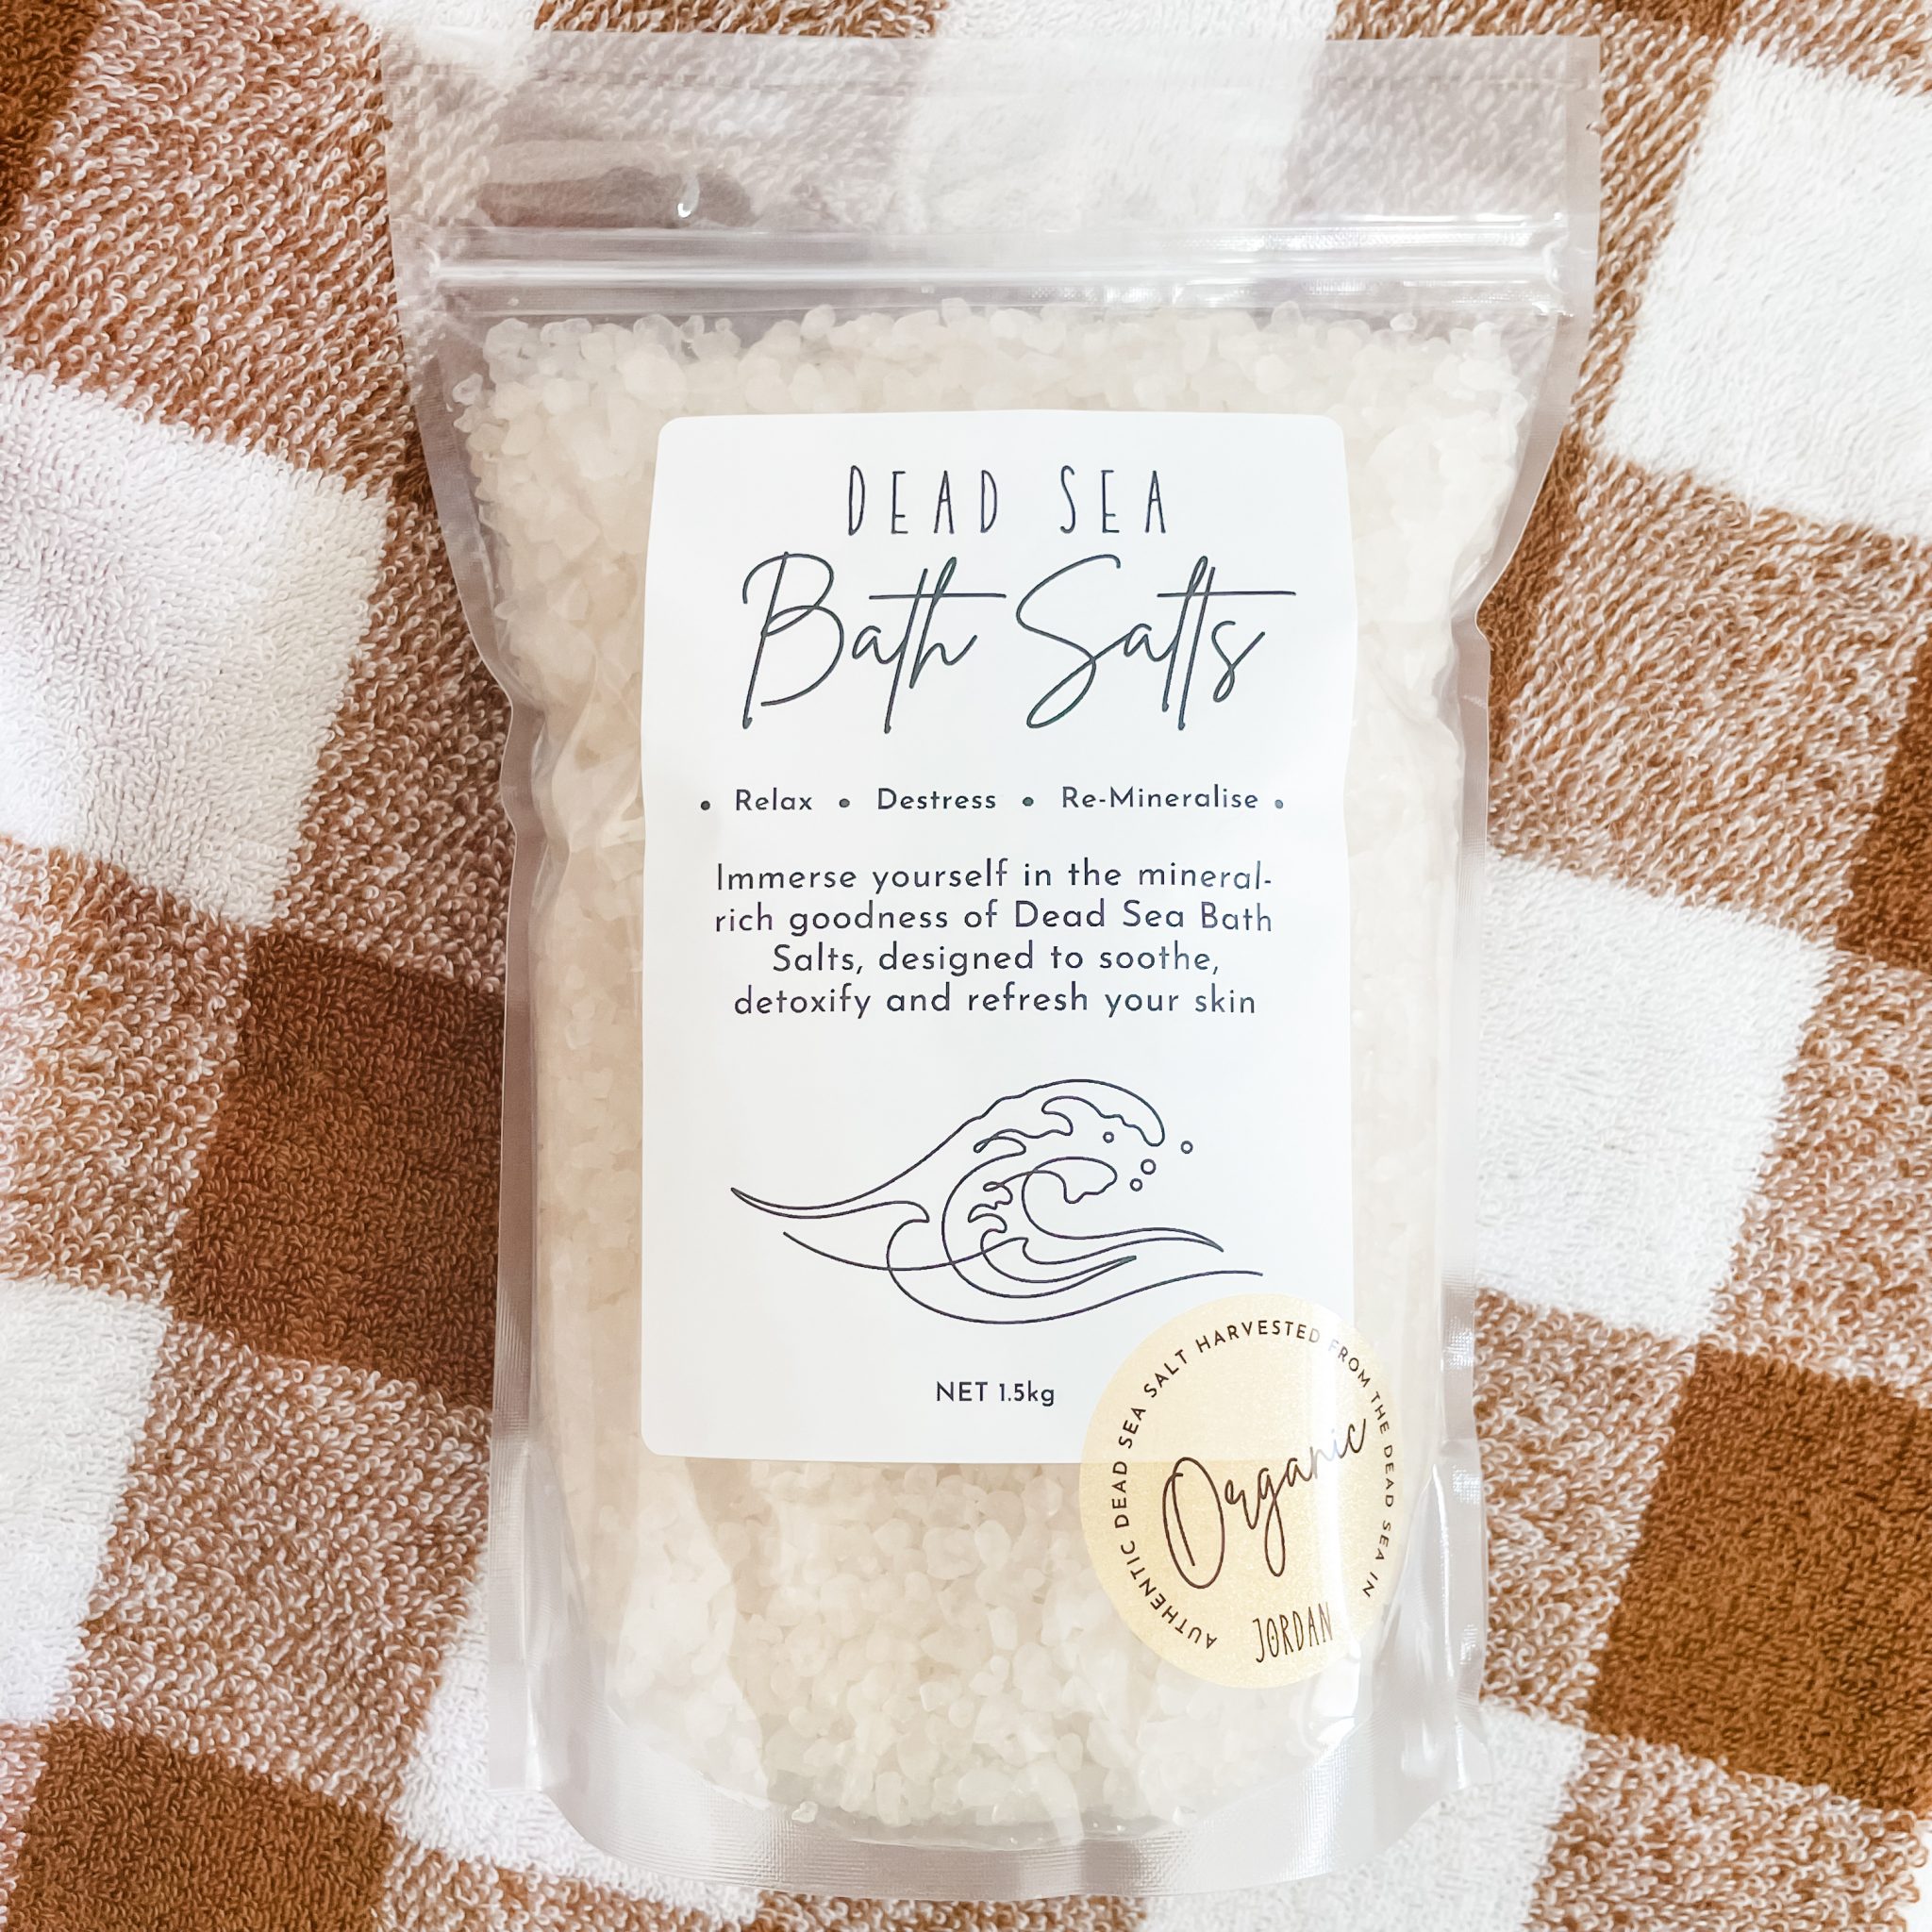 DEAD SEA
Bath Salts
• Relax • Destress • Re-Mineralise •
Immerse yourself in the mineral-
rich goodness of Dead Sea Bath
Salts, designed to soothe,
detoxify and refresh your skin
NET 1.5kg
AUTHENTIC DEAD SEA SALT HARVESTED FROM THE DEAD SEA IN
Organic
JORDAN